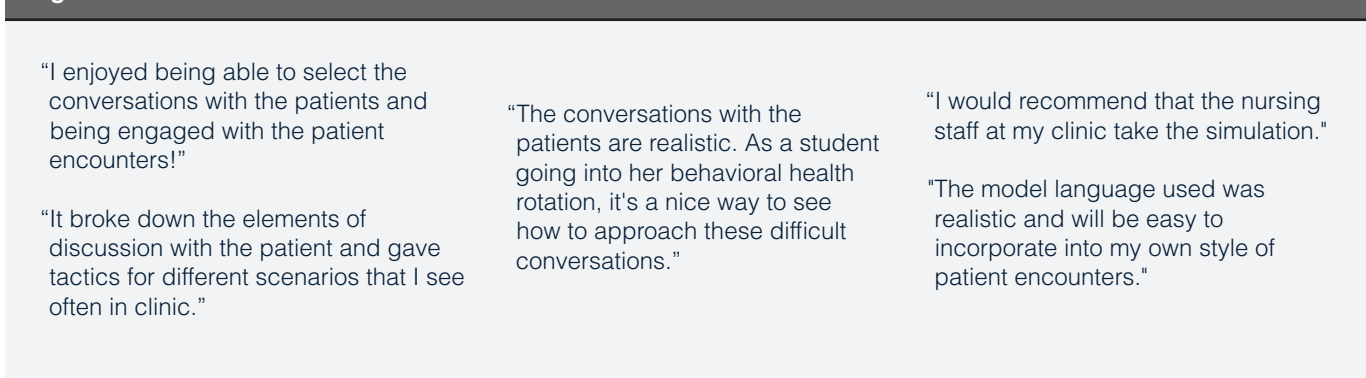 “I enjoyed being able to select the
conversations with the patients and
being engaged with the patient
encounters!”
“It broke down the elements of
discussion with the patient and gave
tactics for different scenarios that I see
often in clinic.”
“The conversations with the
patients are realistic. As a student
going into her behavioral health
rotation, it's a nice way to see
how to approach these difficult
conversations.”
“I would recommend that the nursing
staff at my clinic take the simulation."
"The model language used was
realistic and will be easy to
incorporate into my own style of
patient encounters."